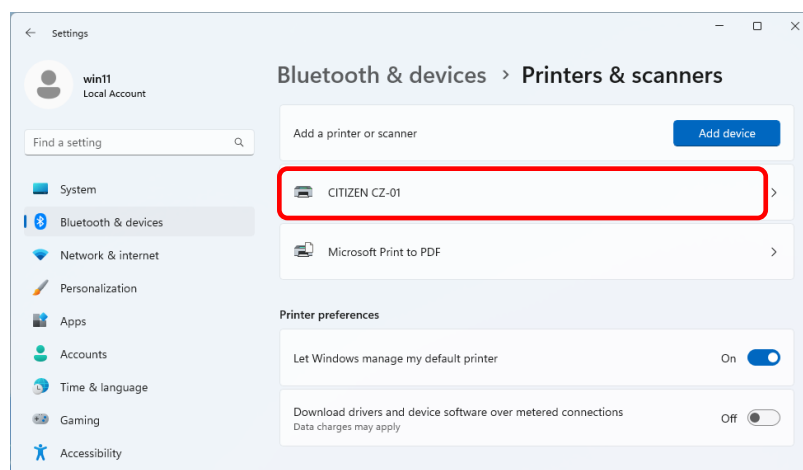 Settings
win11
Local Account
Find a setting
System
Bluetooth & devices
Network & internet
Personalization
Apps
Accounts
Time & language
Gaming
Accessibility
Bluetooth & devices > Printers & scanners
Add a printer or scanner
Add device
CITIZEN CZ-01
Microsoft Print to PDF
Printer preferences
Let Windows manage my default printer
On
Download drivers and device software over metered connections
Data charges may apply
Off